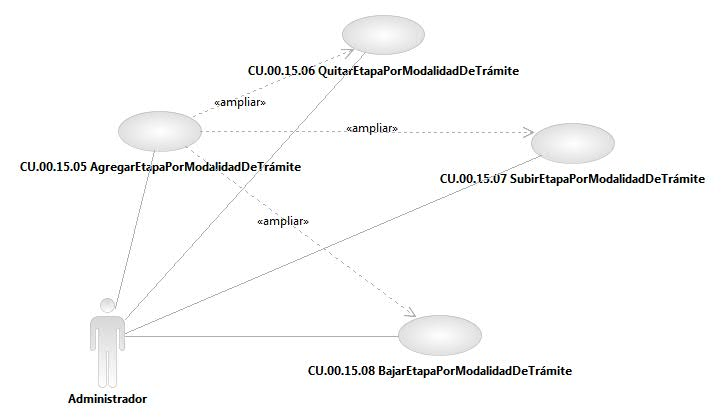 CU.00.15.06 QuitarEtapaPorModalidadDeTrámite
«ampliar»
«ampliar»
CU.00.15.05 AgregarEtapaPorModalidadDeTrámite
CU.00.15.07 SubirEtapaPorModalidadDeTrámite
«ampliar»
CU.00.15.08 BajarEtapaPorModalidadDeTrámite
Administrador